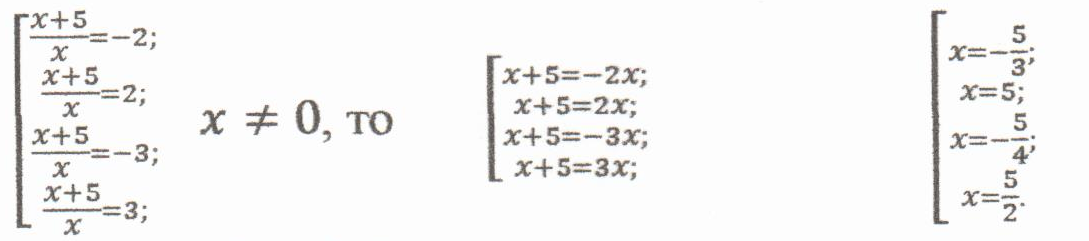 [ (x+5)/x=−2;
(x+5)/x=2;
(x+5)/x=−3;
(x+5)/x=3;
x ≠ 0, то
[ x+5=−2x;
x+5=2x;
x+5=−3x;
x+5=3x;
[ x=−5/3;
x=5;
x=−5/4;
x=5/2.